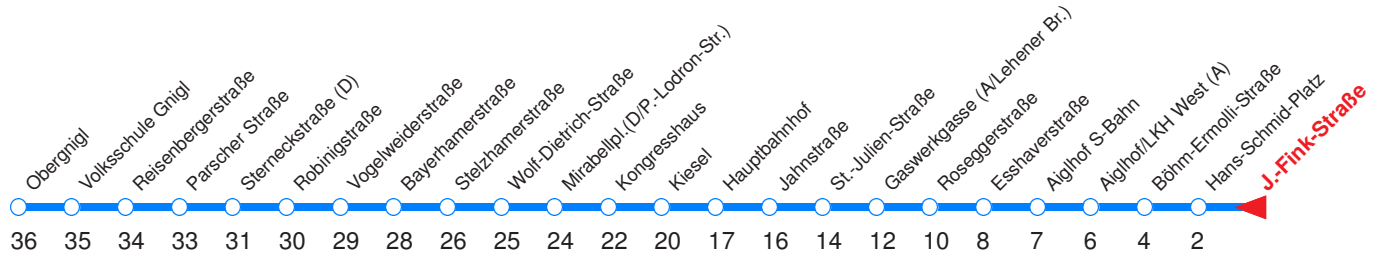 Obergnigl
Volksschule Gnigl
Reisenbergerstraße
Parscher Straße
Sterneckstraße (D)
Robinigstraße
Vogelweiderstraße
Bayerhamerstraße
Stelzhamerstraße
Wolf-Dietrich-Straße
Mirabellpl.(D/P.-Lodron-Str.)
Kongresshaus
Kiesel
Hauptbahnhof
Jahnstraße
St.-Julien-Straße
Gaswerkgasse (A/Lehener Br.)
Roseggerstraße
Esshaverstraße
Aiglhof S-Bahn
Aiglhof/LKH West (A)
Böhm-Ermolli-Straße
Hans-Schmid-Platz
J.-Fink-Straße
36 35 34 33 31 30 29 28 26 25 24 22 20 17 16 14 12 10 8 7 6 4 2